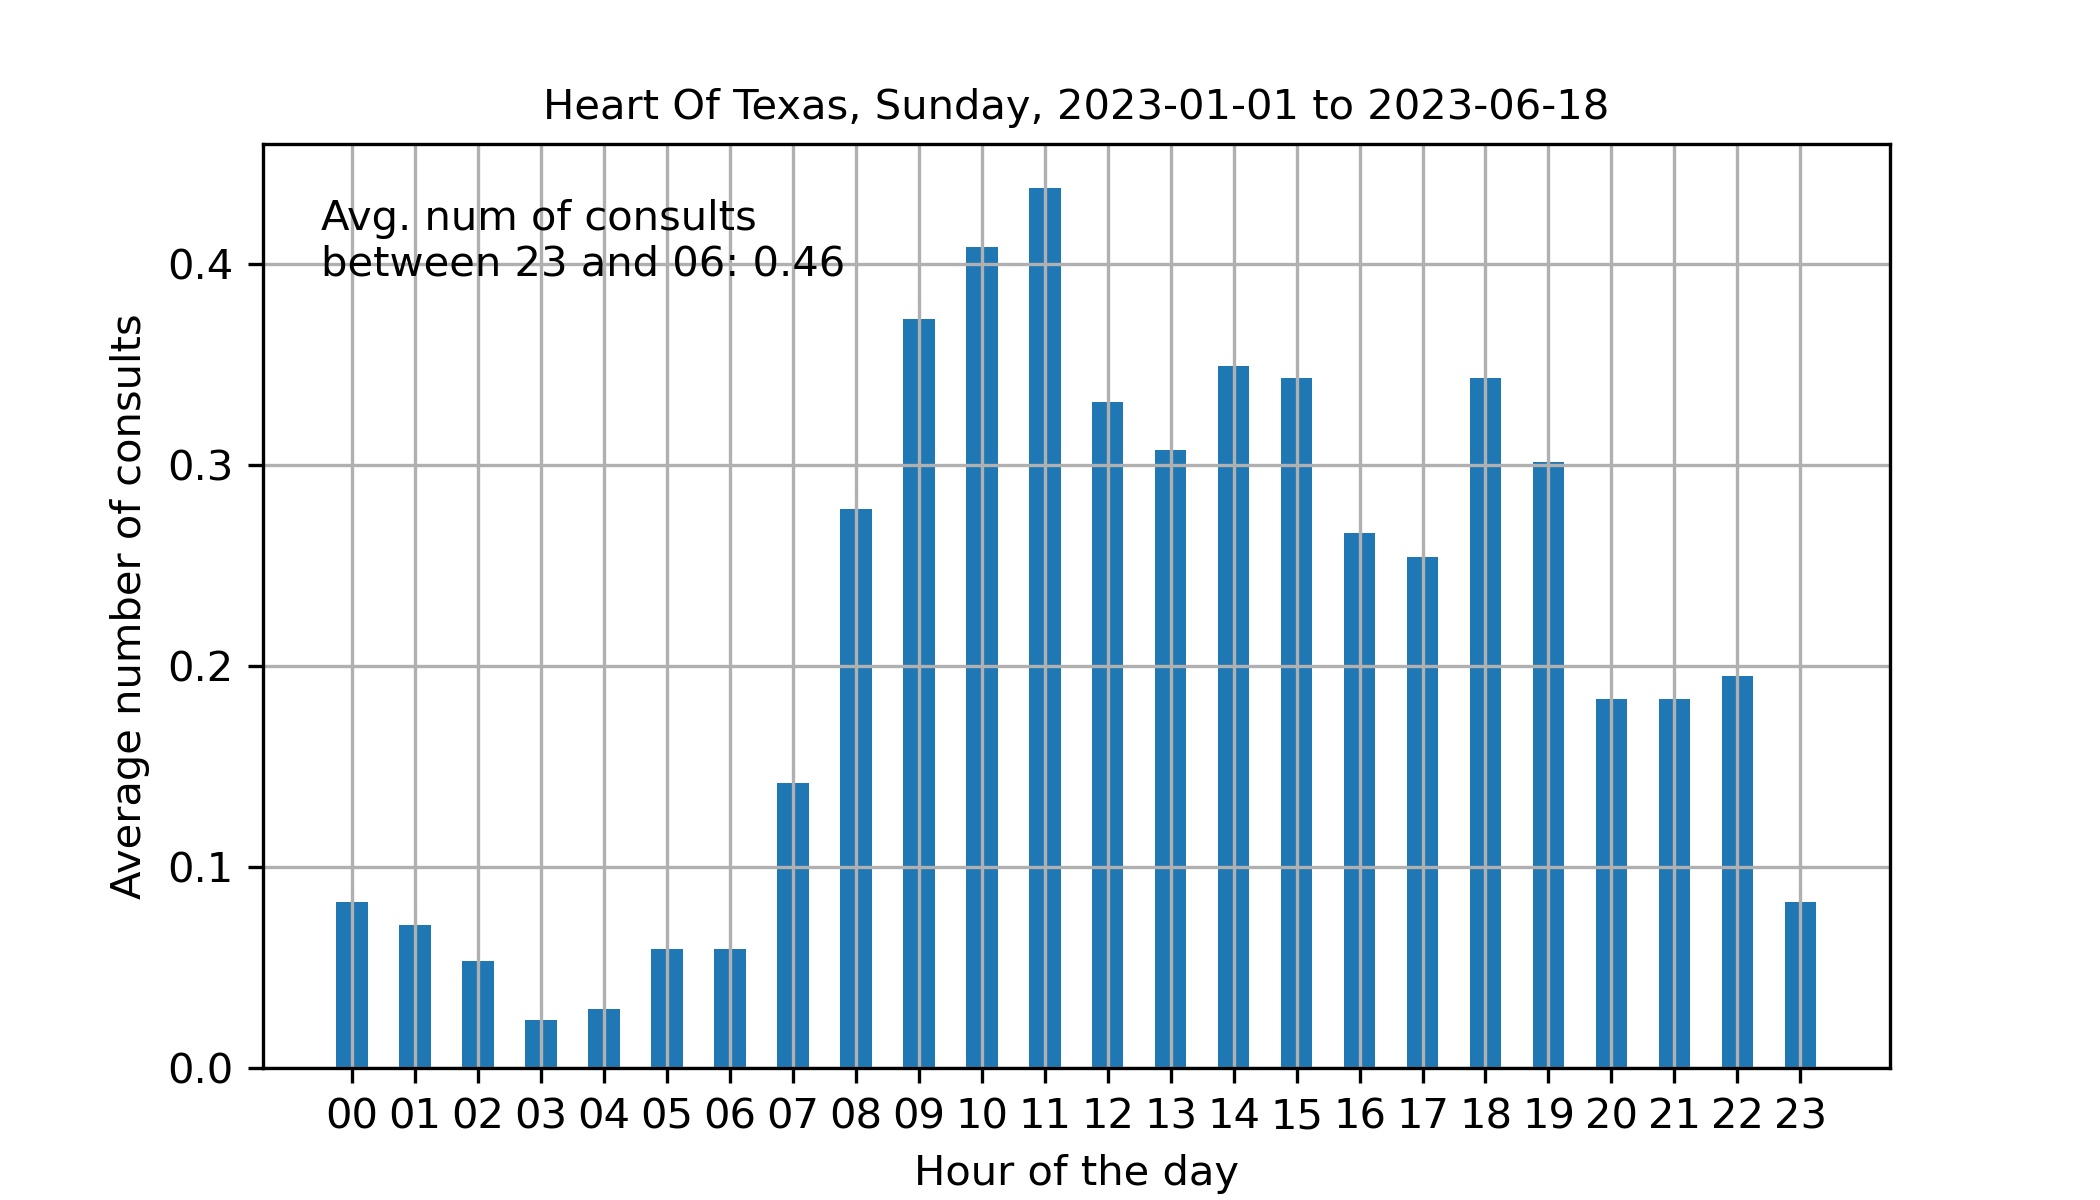 Heart Of Texas, Sunday, 2023-01-01 to 2023-06-18
Avg. num of consults
between 23 and 06: 0.46
Average number of consults
0.4
0.3
0.2
0.1
0.0
00 01 02 03 04 05 06 07 08 09 10 11 12 13 14 15 16 17 18 19 20 21 22 23
Hour of the day